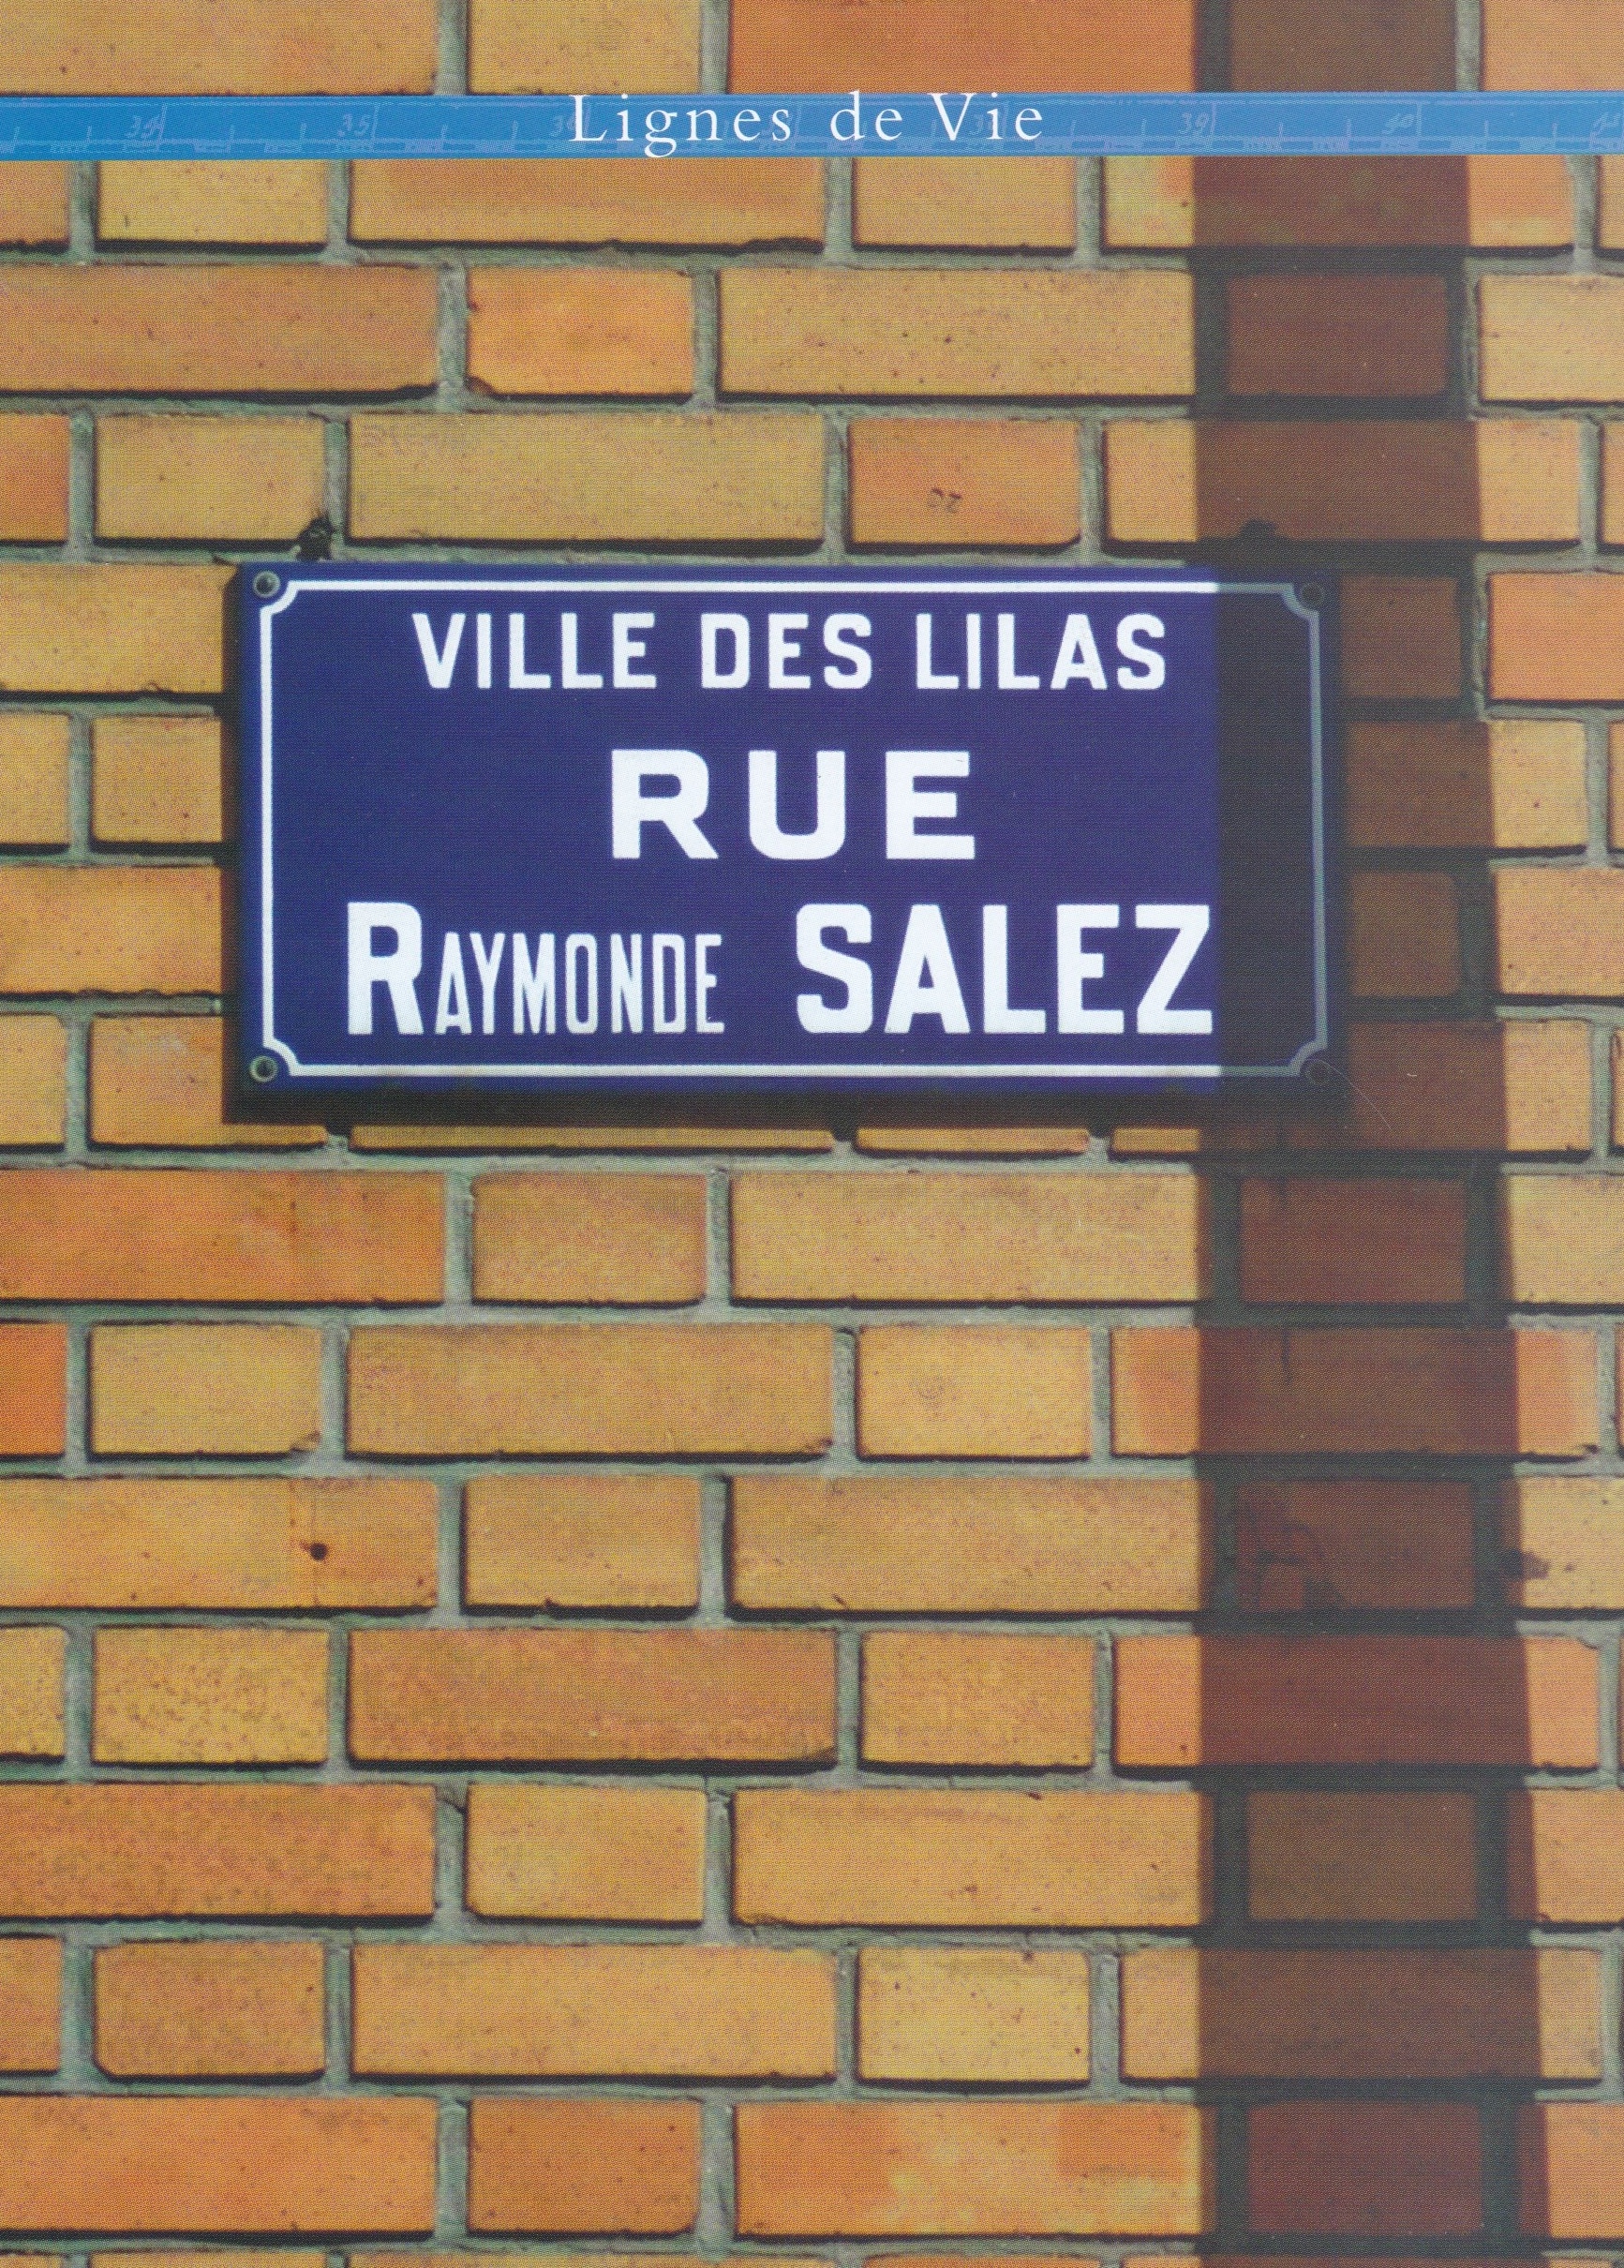 Lignes de Vie
VILLE DES LILAS
RUE
RAYMONDE SALEZ